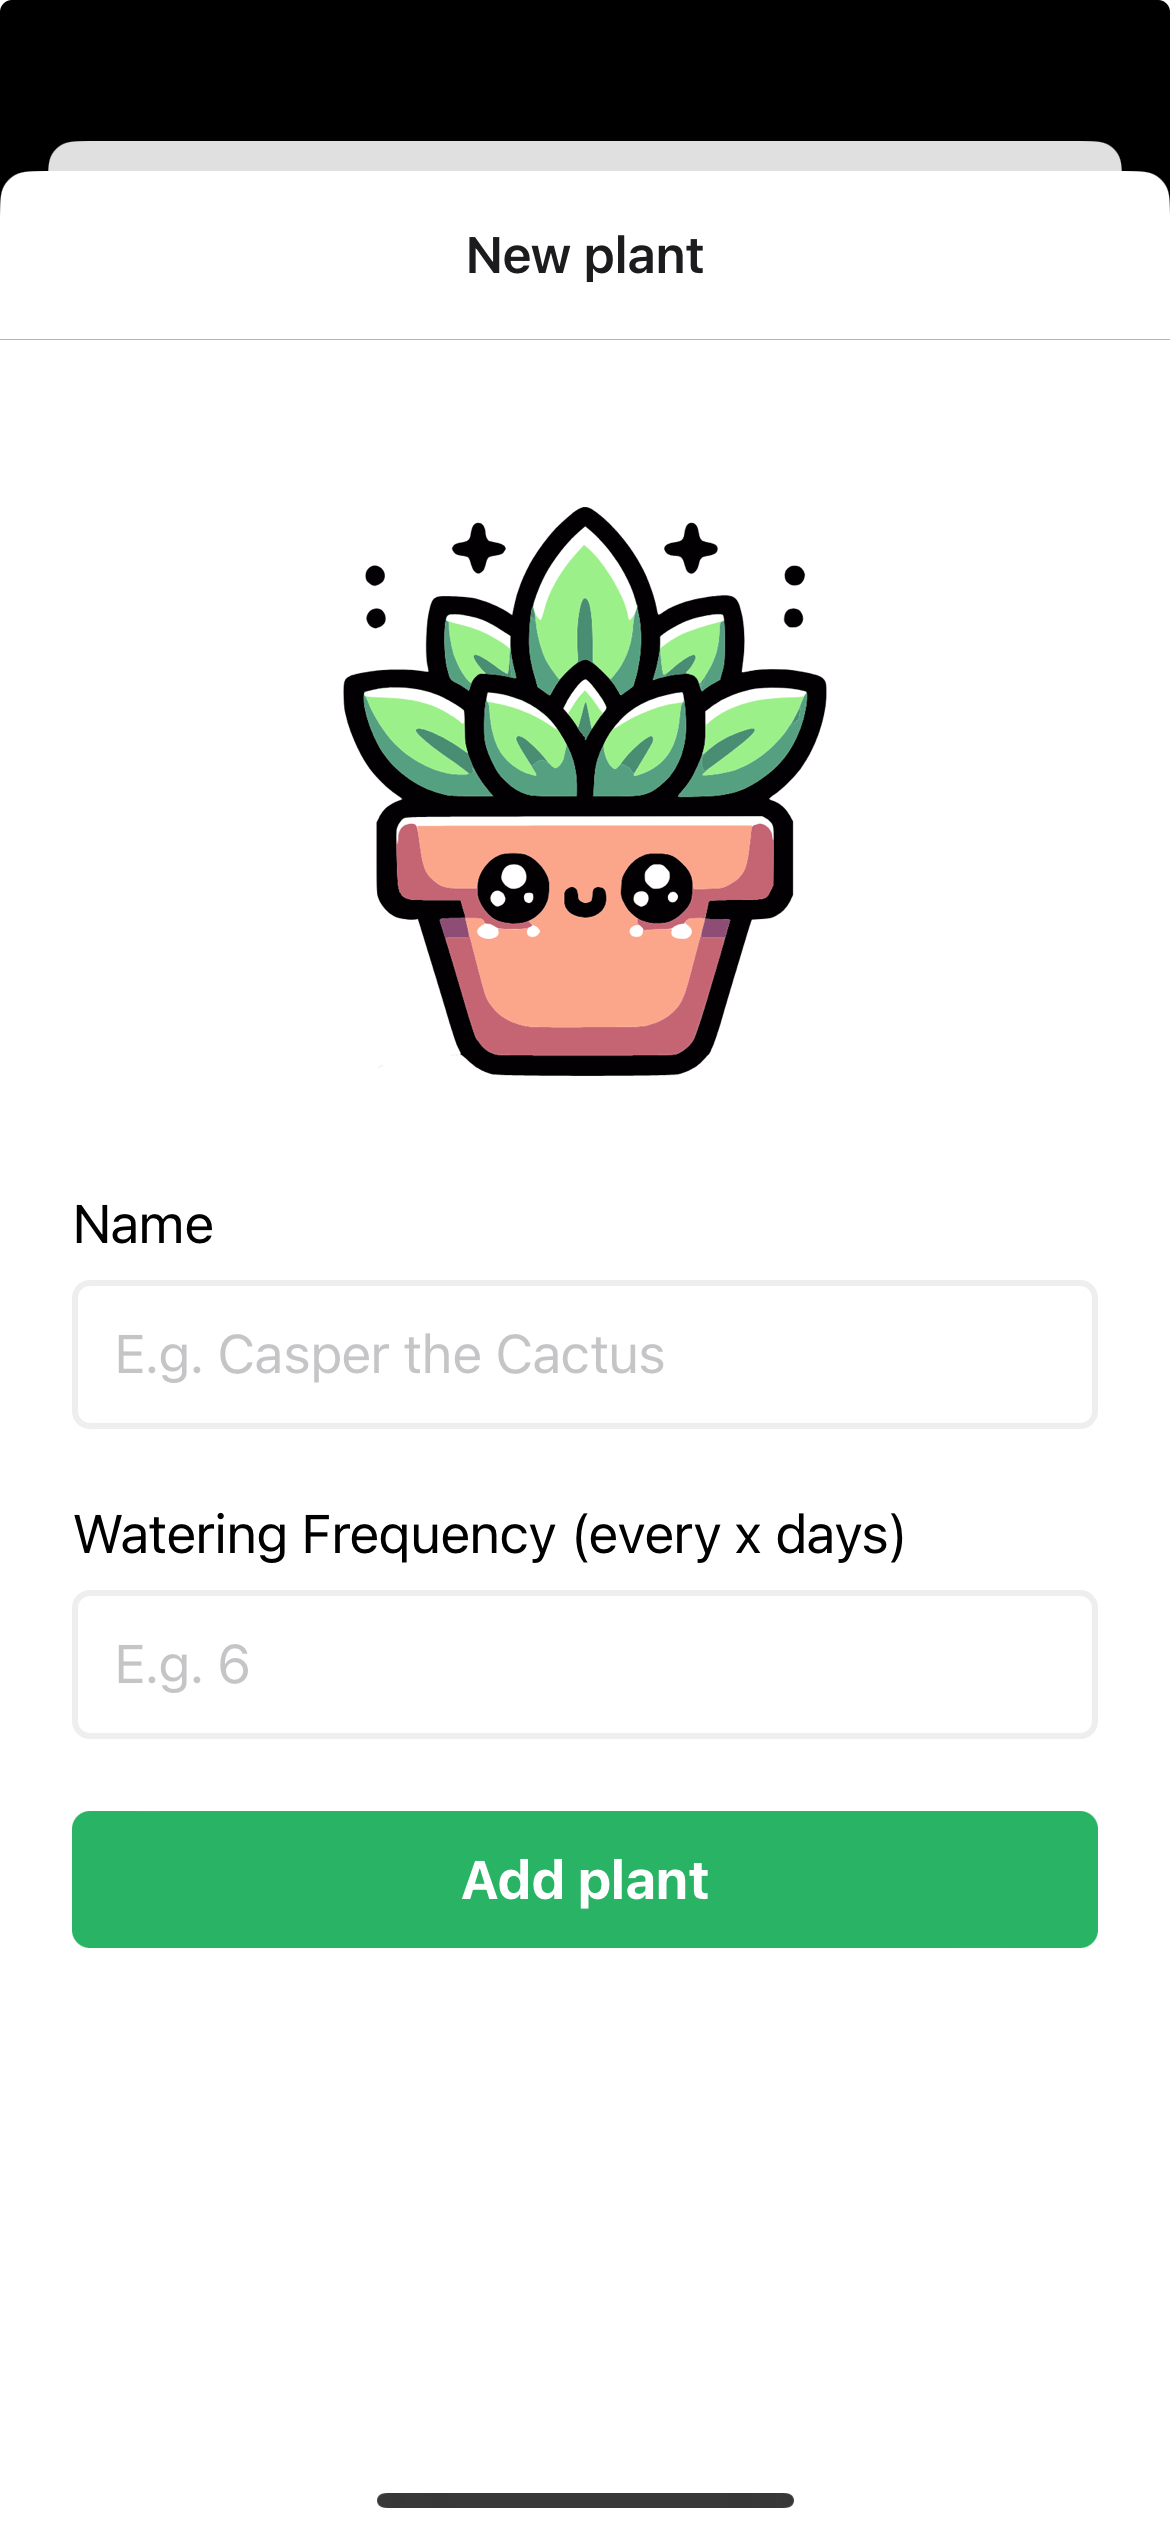 New plant
Name
E.g. Casper the Cactus
Watering Frequency (every x days)
E.g. 6
Add plant